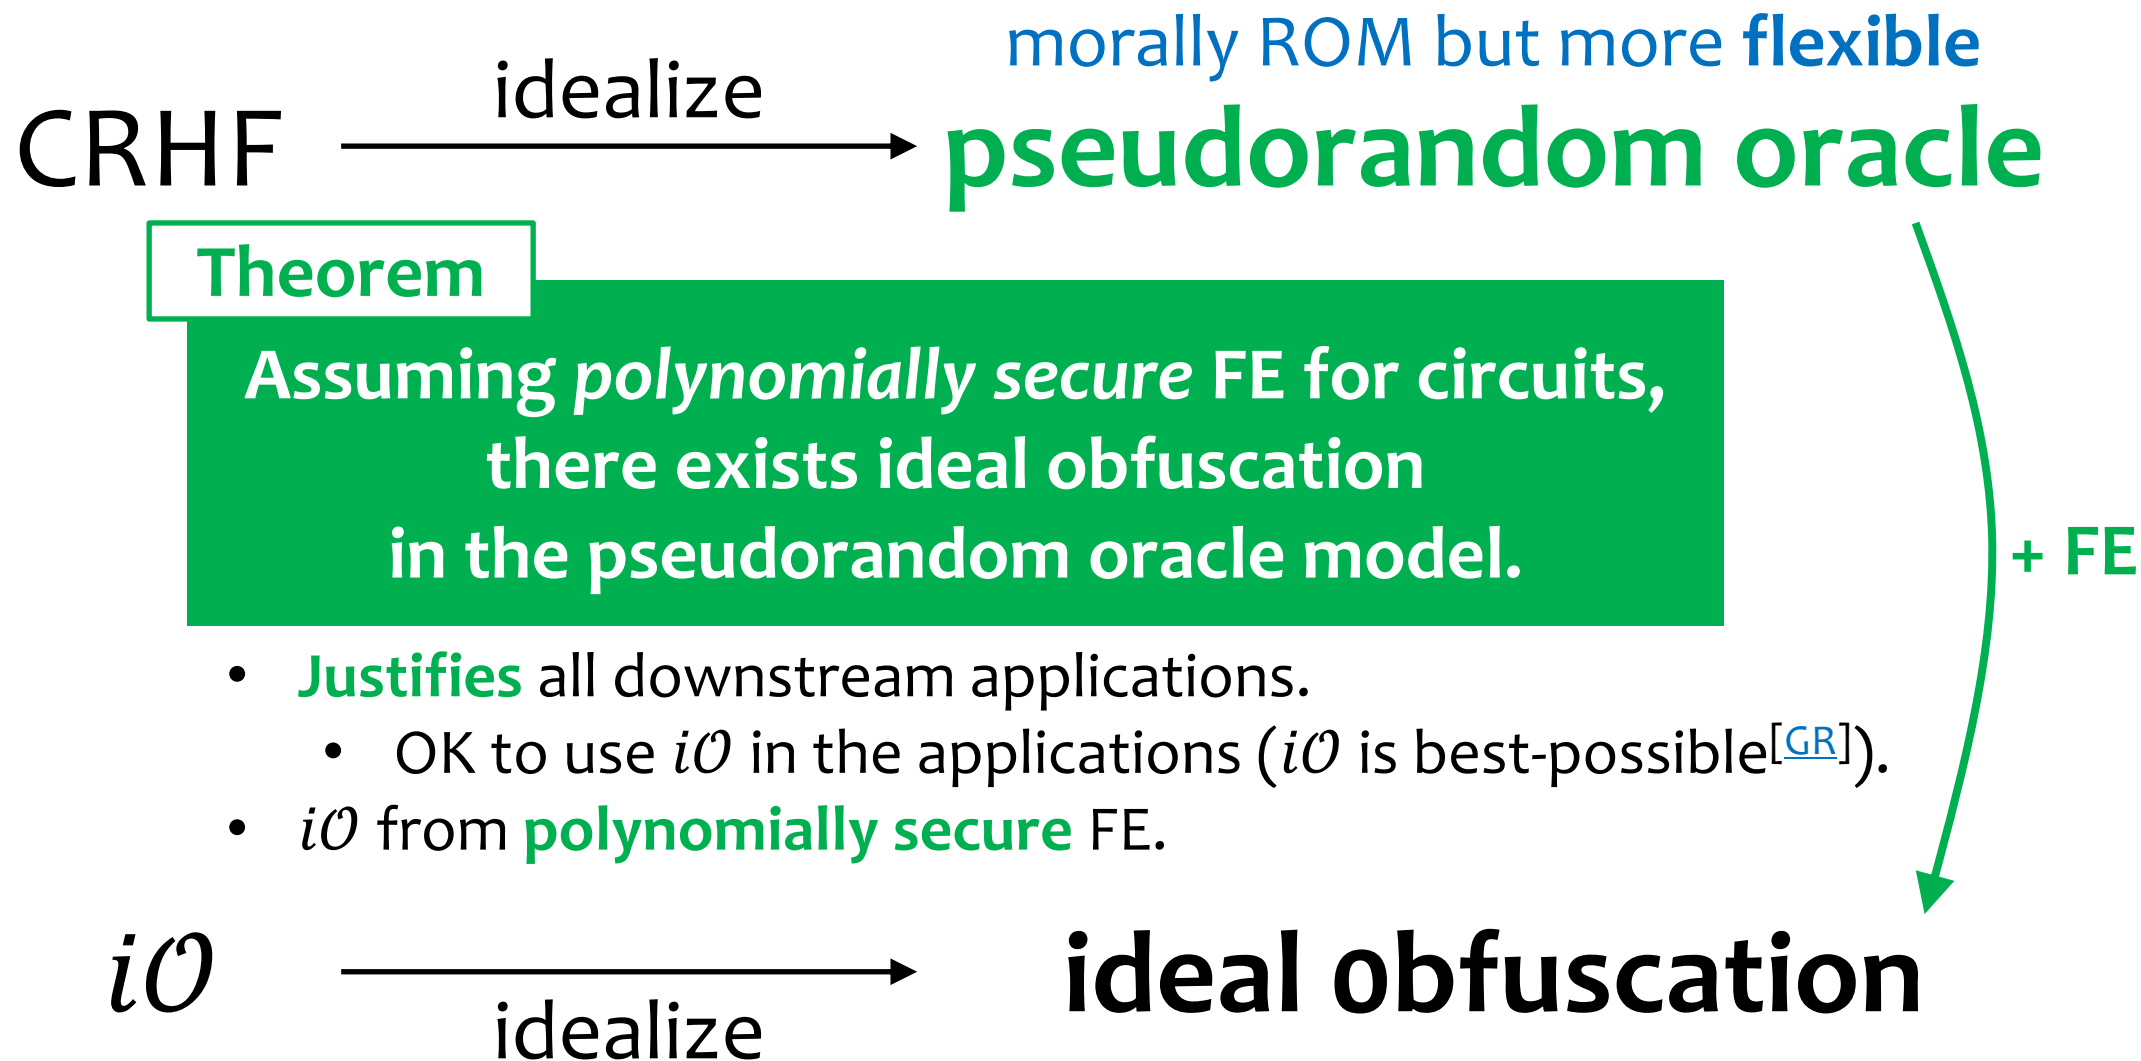 morally ROM but more flexible
CRHF
idealize
pseudorandom oracle
Theorem
Assuming polynomially secure FE for circuits,
there exists ideal obfuscation
in the pseudorandom oracle model.
+ FE
• Justifies all downstream applications.
• OK to use i𝒪 in the applications (i𝒪 is best-possible[GR]).
• i𝒪 from polynomially secure FE.
i𝒪
idealize
ideal 0bfuscation